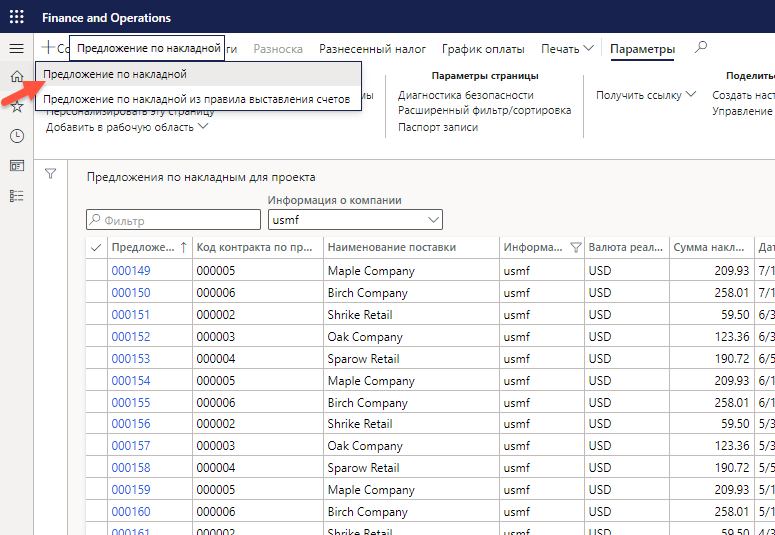 Finance and Operations
Со Предложение по накладной ги Разноска Разнесенный налог График оплаты Печать Параметры
Предложение по накладной
Предложение по накладной из правила выставления счетов
мы
Персонализировать эту страницу
Добавить в рабочую область
Параметры страницы
Диагностика безопасности
Расширенный фильтр/сортировка
Паспорт записи
Получить ссылку
Поделитьс
Создать наст
Управление
Предложения по накладным для проекта
Информация о компании
Фильтр usmf
Предложе... Код контракта по пр... Наименование поставки Информа... Валюта реал... Сумма накл... Дат
000149 000005 Maple Company usmf USD 209.93 7/1
000150 000006 Birch Company usmf USD 258.01 7/1
000151 000002 Shrike Retail usmf USD 59.50 6/3
000152 000003 Oak Company usmf USD 123.36 6/3
000153 000004 Sparow Retail usmf USD 190.72 6/5
000154 000005 Maple Company usmf USD 209.93 6/1
000155 000006 Birch Company usmf USD 258.01 6/1
000156 000002 Shrike Retail usmf USD 59.50 5/3
000157 000003 Oak Company usmf USD 123.36 5/3
000158 000004 Sparow Retail usmf USD 190.72 5/5
000159 000005 Maple Company usmf USD 209.93 5/1
000160 000006 Birch Company usmf USD 258.01 5/1
000161 000002 Shrike Retail usmf USD 59.50 4/3